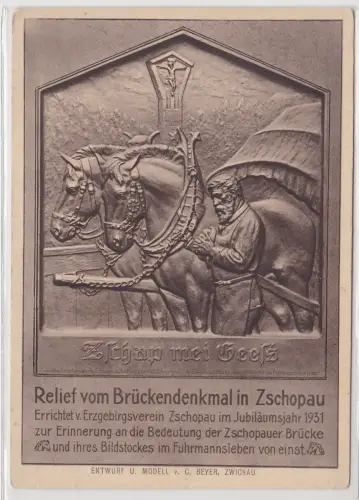 Zschap mei Geeß
Relief vom Brückendenkmal in Zschopau
Errichtet v. Erzgebirgsverein Zschopau im Jubiläumsjahr 1931
zur Erinnerung an die Bedeutung der Zschopauer Brücke
und ihres Bildstockes im Fuhrmannsleben von einst
ENTWURF U. MODELL v. C. BEYER, ZWICKAU